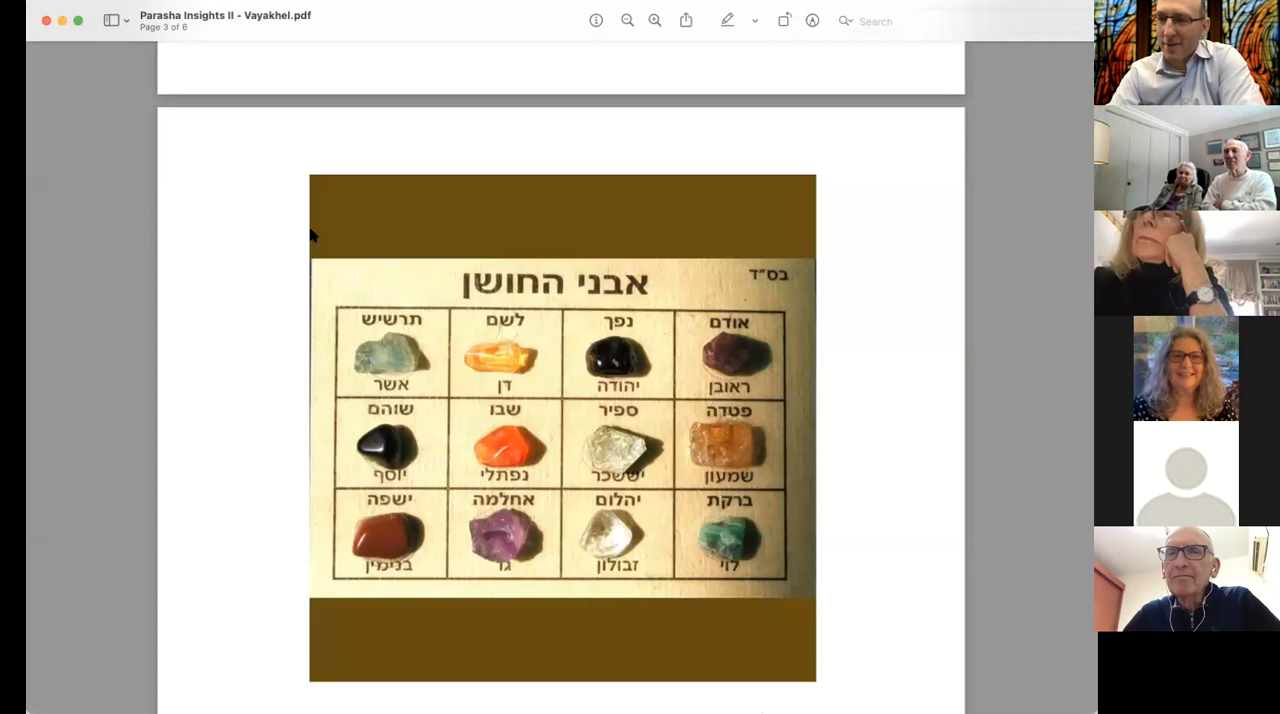 Parasha Insights II - Vayakhel.pdf
Page 3 of 6
Search
בס"ד
אבני החושן
אודם נפך לשם תרשיש
ראובן יהודה דן אשר
פטדה ספיר שבו שוהם
שמעון יששכר נפתלי יוסף
ברקת יהלום אחלמה ישפה
לוי זבולון גד בנימין